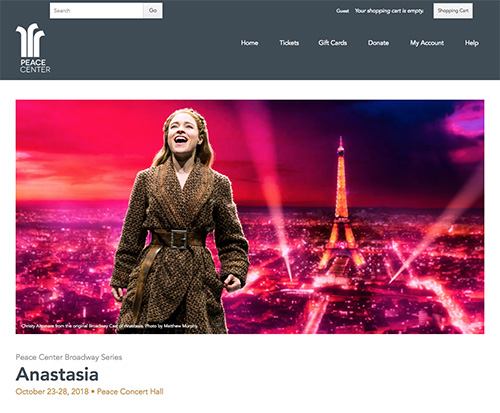 Search
Go
Guest
Your shopping cart is empty.
Shopping Cart
PEACE
CENTER
Home
Tickets
Gift Cards
Donate
My Account
Help
Christy Altomare from the original Broadway Cast of Anastasia. Photo by Matthew Murphy.
Peace Center Broadway Series
Anastasia
October 23-28, 2018 • Peace Concert Hall